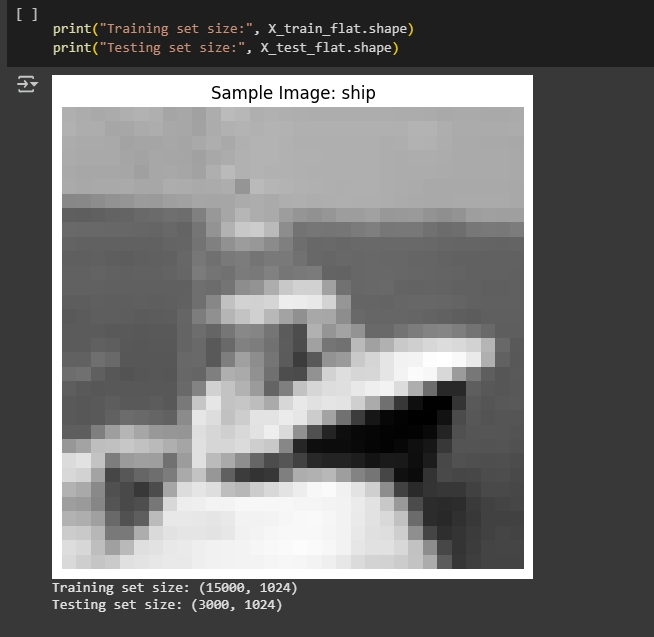 [ ]
print("Training set size:", X_train_flat.shape)
print("Testing set size:", X_test_flat.shape)
Sample Image: ship
Training set size: (15000, 1024)
Testing set size: (3000, 1024)